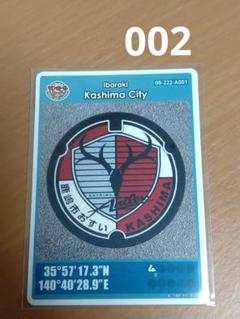 002
Ibaraki
Kashima City
08-222-A001
Antlers
鹿嶋市おすい
KASHIMA
35°57'17.3"N
140°40'28.9"E